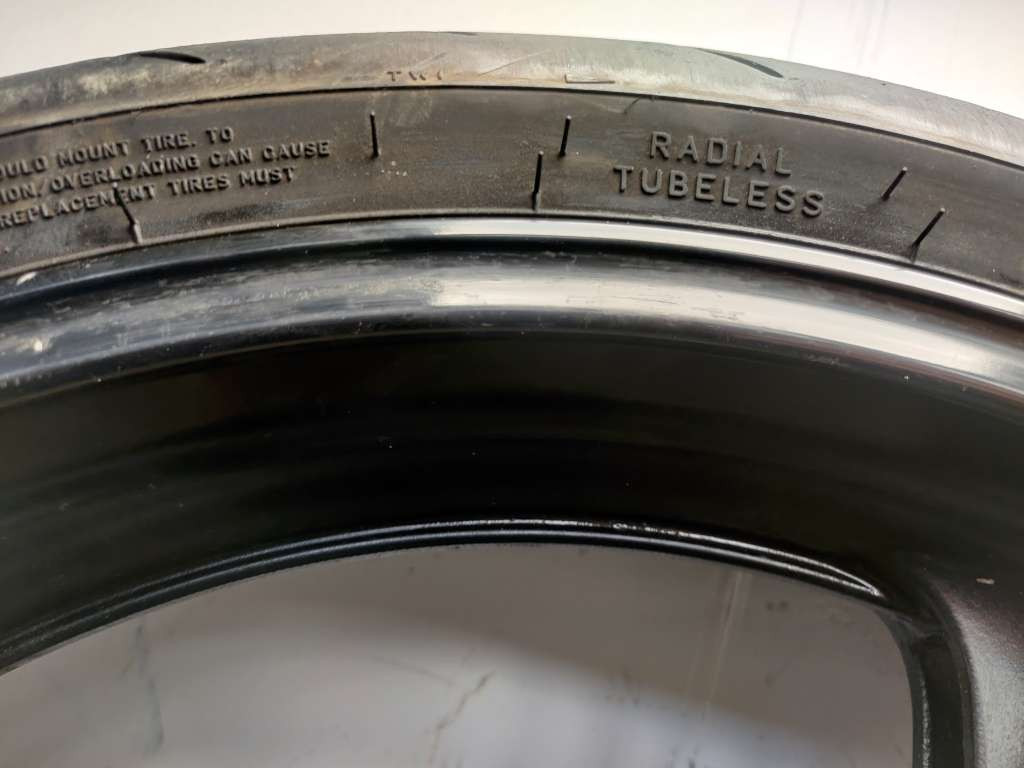 TWI
OULD MOUNT TIRE. TO
ION/OVERLOADING CAN CAUSE
REPLACEMENT TIRES MUST
RADIAL
TUBELESS